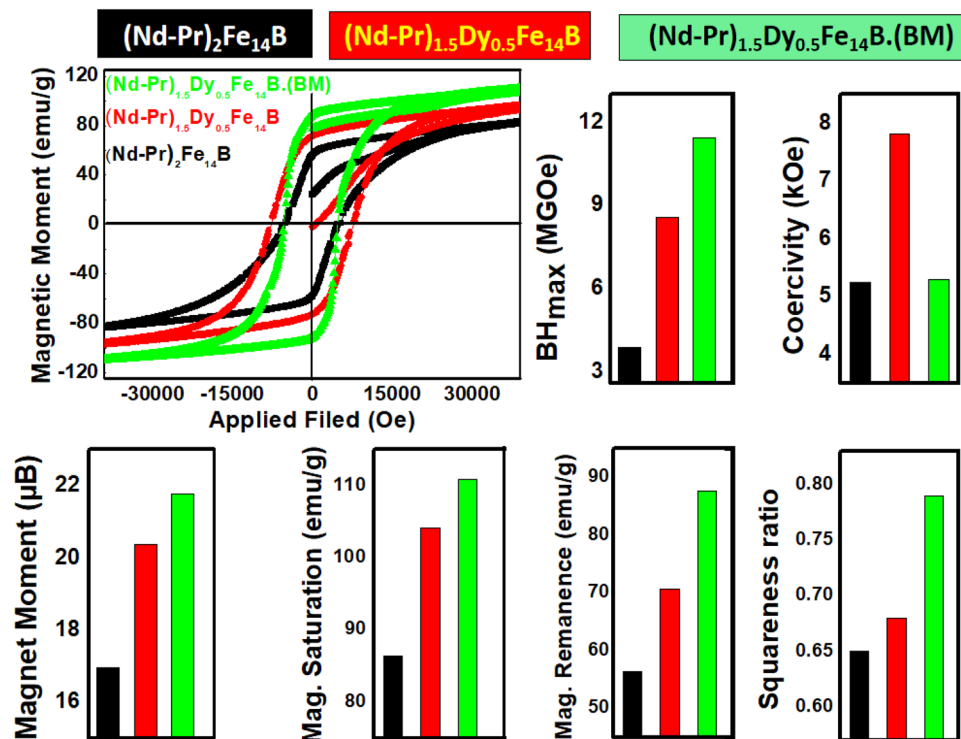 (Nd-Pr)₂Fe₁₄B
(Nd-Pr)₁.₅Dy₀.₅Fe₁₄B
(Nd-Pr)₁.₅Dy₀.₅Fe₁₄B.(BM)
Magnetic Moment (emu/g)
120
80
40
0
-40
-80
-120
(Nd-Pr)₁.₅Dy₀.₅Fe₁₄B.(BM)
(Nd-Pr)₁.₅Dy₀.₅Fe₁₄B
(Nd-Pr)₂Fe₁₄B
-30000 -15000 0 15000 30000
Applied Filed (Oe)
BHmax (MGOe)
12
9
6
3
Coercivity (kOe)
8
7
6
5
4
Magnet Moment (µB)
22
20
18
16
Mag. Saturation (emu/g)
110
100
90
80
Mag. Remanence (emu/g)
90
80
70
60
50
Squareness ratio
0.80
0.75
0.70
0.65
0.60